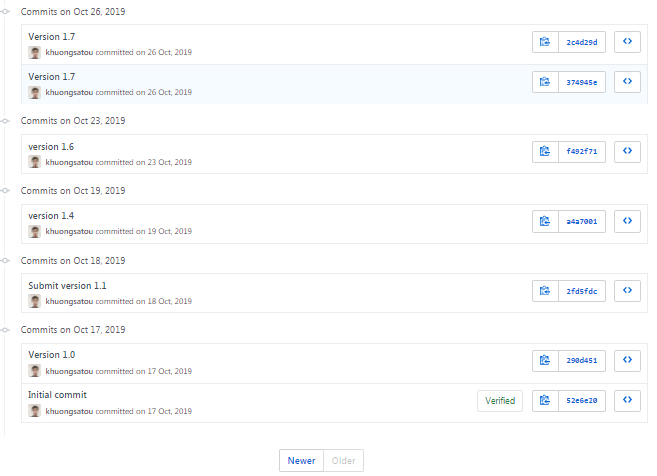 Commits on Oct 26, 2019
Version 1.7
2c4d29d
khuongsatou committed on 26 Oct, 2019
Version 1.7
374945e
khuongsatou committed on 26 Oct, 2019
Commits on Oct 23, 2019
version 1.6
f492f71
khuongsatou committed on 23 Oct, 2019
Commits on Oct 19, 2019
version 1.4
a4a7001
khuongsatou committed on 19 Oct, 2019
Commits on Oct 18, 2019
Submit version 1.1
2fd5fdc
khuongsatou committed on 18 Oct, 2019
Commits on Oct 17, 2019
Version 1.0
290d451
khuongsatou committed on 17 Oct, 2019
Initial commit
Verified 52e6e20
khuongsatou committed on 17 Oct, 2019
Newer Older